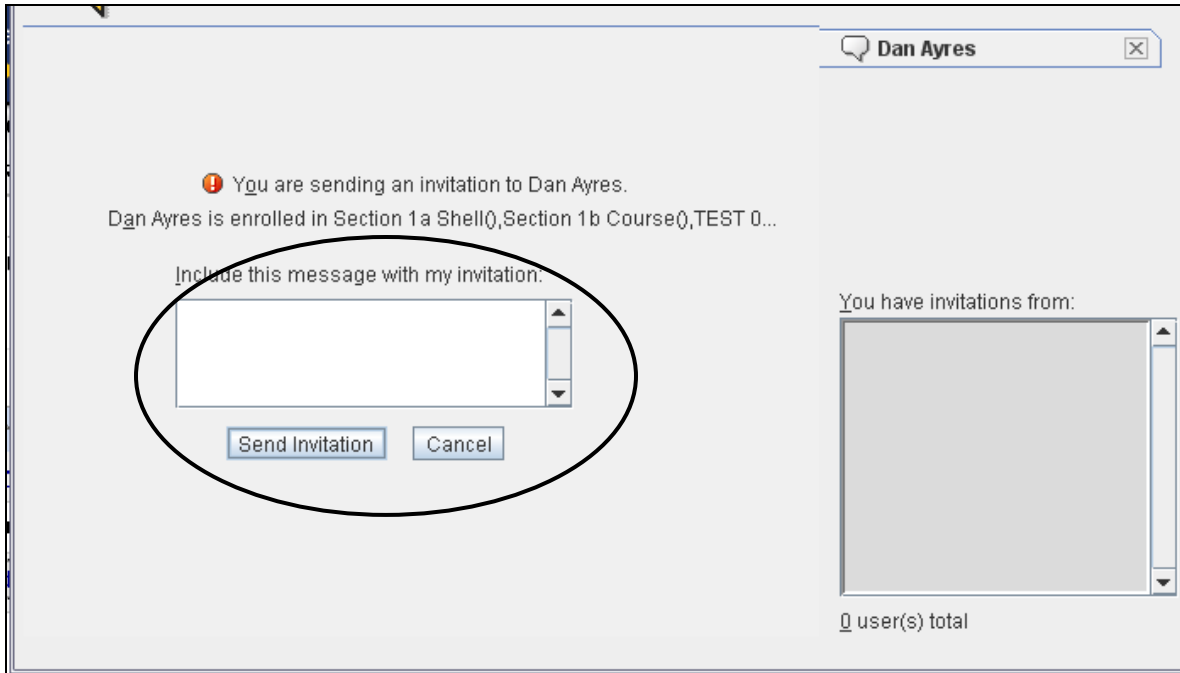 Dan Ayres
You are sending an invitation to Dan Ayres.
Dan Ayres is enrolled in Section 1a Shell(),Section 1b Course(),TEST 0...
Include this message with my invitation:
Send Invitation
Cancel
You have invitations from:
0 user(s) total